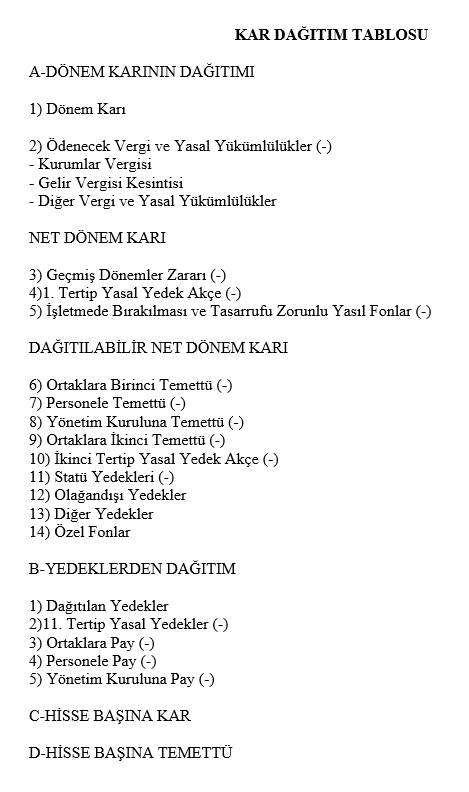 KAR DAĞITIM TABLOSU
A-DÖNEM KARININ DAĞITIMI
1) Dönem Karı
2) Ödenecek Vergi ve Yasal Yükümlülükler (-)
- Kurumlar Vergisi
- Gelir Vergisi Kesintisi
- Diğer Vergi ve Yasal Yükümlülükler
NET DÖNEM KARI
3) Geçmiş Dönemler Zararı (-)
4)1. Tertip Yasal Yedek Akçe (-)
5) İşletmede Bırakılması ve Tasarrufu Zorunlu Yasıl Fonlar (-)
DAĞITILABİLİR NET DÖNEM KARI
6) Ortaklara Birinci Temettü (-)
7) Personele Temettü (-)
8) Yönetim Kuruluna Temettü (-)
9) Ortaklara İkinci Temettü (-)
10) İkinci Tertip Yasal Yedek Akçe (-)
11) Statü Yedekleri (-)
12) Olağandışı Yedekler
13) Diğer Yedekler
14) Özel Fonlar
B-YEDEKLERDEN DAĞITIM
1) Dağıtılan Yedekler
2)11. Tertip Yasal Yedekler (-)
3) Ortaklara Pay (-)
4) Personele Pay (-)
5) Yönetim Kuruluna Pay (-)
C-HİSSE BAŞINA KAR
D-HİSSE BAŞINA TEMETTÜ